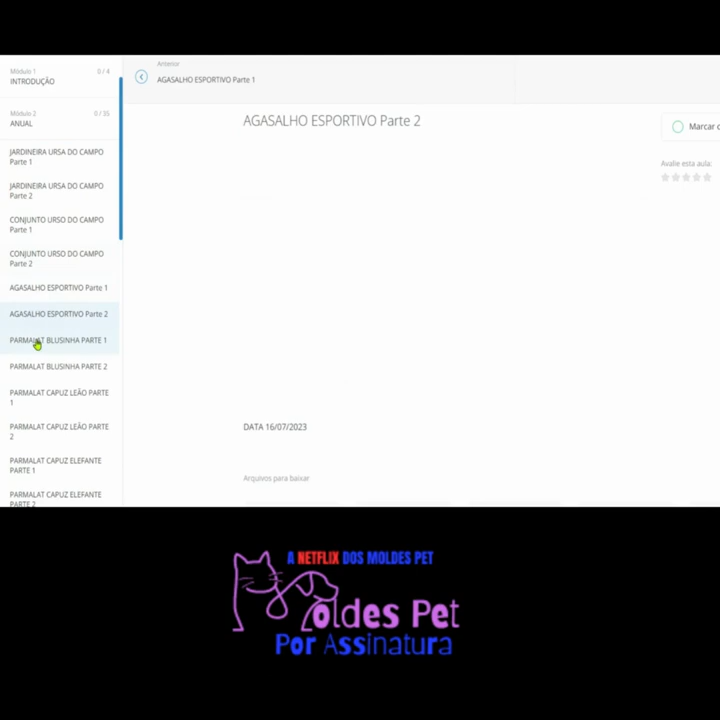 Módulo 1
0 / 4
INTRODUÇÃO
Módulo 2
0 / 35
ANUAL
JARDINEIRA URSA DO CAMPO
Parte 1
JARDINEIRA URSA DO CAMPO
Parte 2
CONJUNTO URSO DO CAMPO
Parte 1
CONJUNTO URSO DO CAMPO
Parte 2
AGASALHO ESPORTIVO Parte 1
AGASALHO ESPORTIVO Parte 2
PARMALAT BLUSINHA PARTE 1
PARMALAT BLUSINHA PARTE 2
PARMALAT CAPUZ LEÃO PARTE
1
PARMALAT CAPUZ LEÃO PARTE
2
PARMALAT CAPUZ ELEFANTE
PARTE 1
PARMALAT CAPUZ ELEFANTE
PARTE 2
Anterior
AGASALHO ESPORTIVO Parte 1
AGASALHO ESPORTIVO Parte 2
Marcar c
Avalie esta aula:
DATA 16/07/2023
Arquivos para baixar
A NETFLIX DOS MOLDES PET
Moldes Pet
Por Assinatura